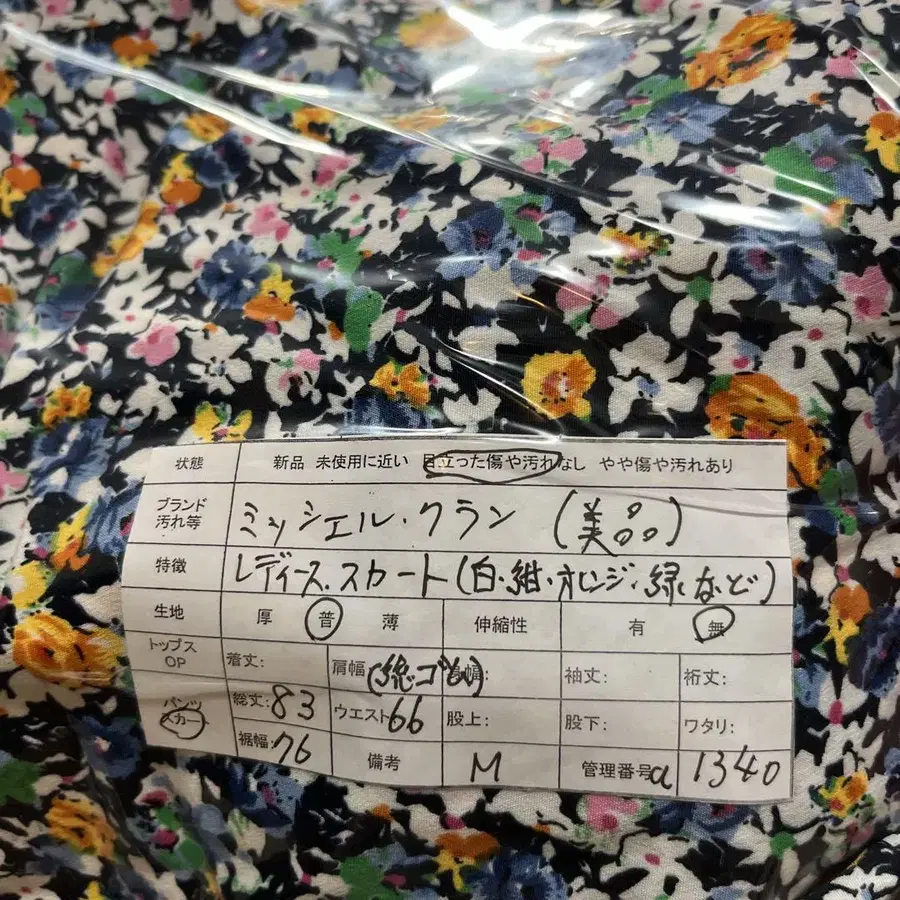 状態 新品 未使用に近い 目立った傷や汚れなし やや傷や汚れあり
ブランド 汚れ等 ミッシェル・クラン (美品)
特徴 レディース.スカート(白・紺・オレンジ・緑など)
生地 厚 普 薄 伸縮性 有 無
トップス OP 着丈: 肩幅 (総ゴム) 身幅: 袖丈: 裄丈:
パンツ スカート 総丈: 83 ウエスト 66 股上: 股下: ワタリ:
裾幅: 76 備考 M 管理番号 a 1340